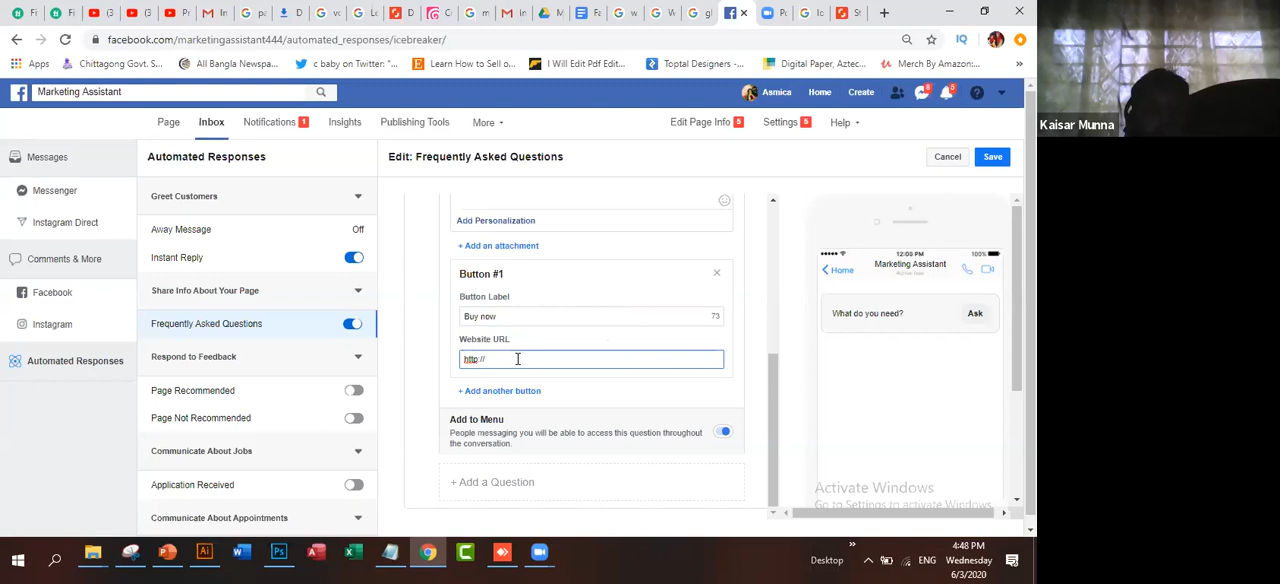 facebook.com/marketingassistant444/automated_responses/icebreaker/
Apps
Chittagong Govt. S...
All Bangla Newspa...
c baby on Twitter: "...
Learn How to Sell o...
I Will Edit Pdf Edit...
Toptal Designers -...
Digital Paper, Aztec...
Merch By Amazon:...
Marketing Assistant
Asmica
Home
Create
8
5
Kaisar Munna
Page
Inbox
Notifications 1
Insights
Publishing Tools
More
Edit Page Info 5
Settings 5
Help
Messages
Messenger
Instagram Direct
Comments & More
Facebook
Instagram
Automated Responses
Automated Responses
Greet Customers
Away Message Off
Instant Reply
Share Info About Your Page
Frequently Asked Questions
Respond to Feedback
Page Recommended
Page Not Recommended
Communicate About Jobs
Application Received
Communicate About Appointments
Edit: Frequently Asked Questions
Cancel
Save
Add Personalization
+ Add an attachment
Button #1
Button Label
Buy now 73
Website URL
http://
+ Add another button
Add to Menu
People messaging you will be able to access this question throughout
the conversation.
+ Add a Question
12:00 PM
100%
Home
Marketing Assistant
What do you need?
Ask
Activate Windows
Go to Settings to activate Windows.
Desktop
ENG
4:48 PM
Wednesday
6/3/2020